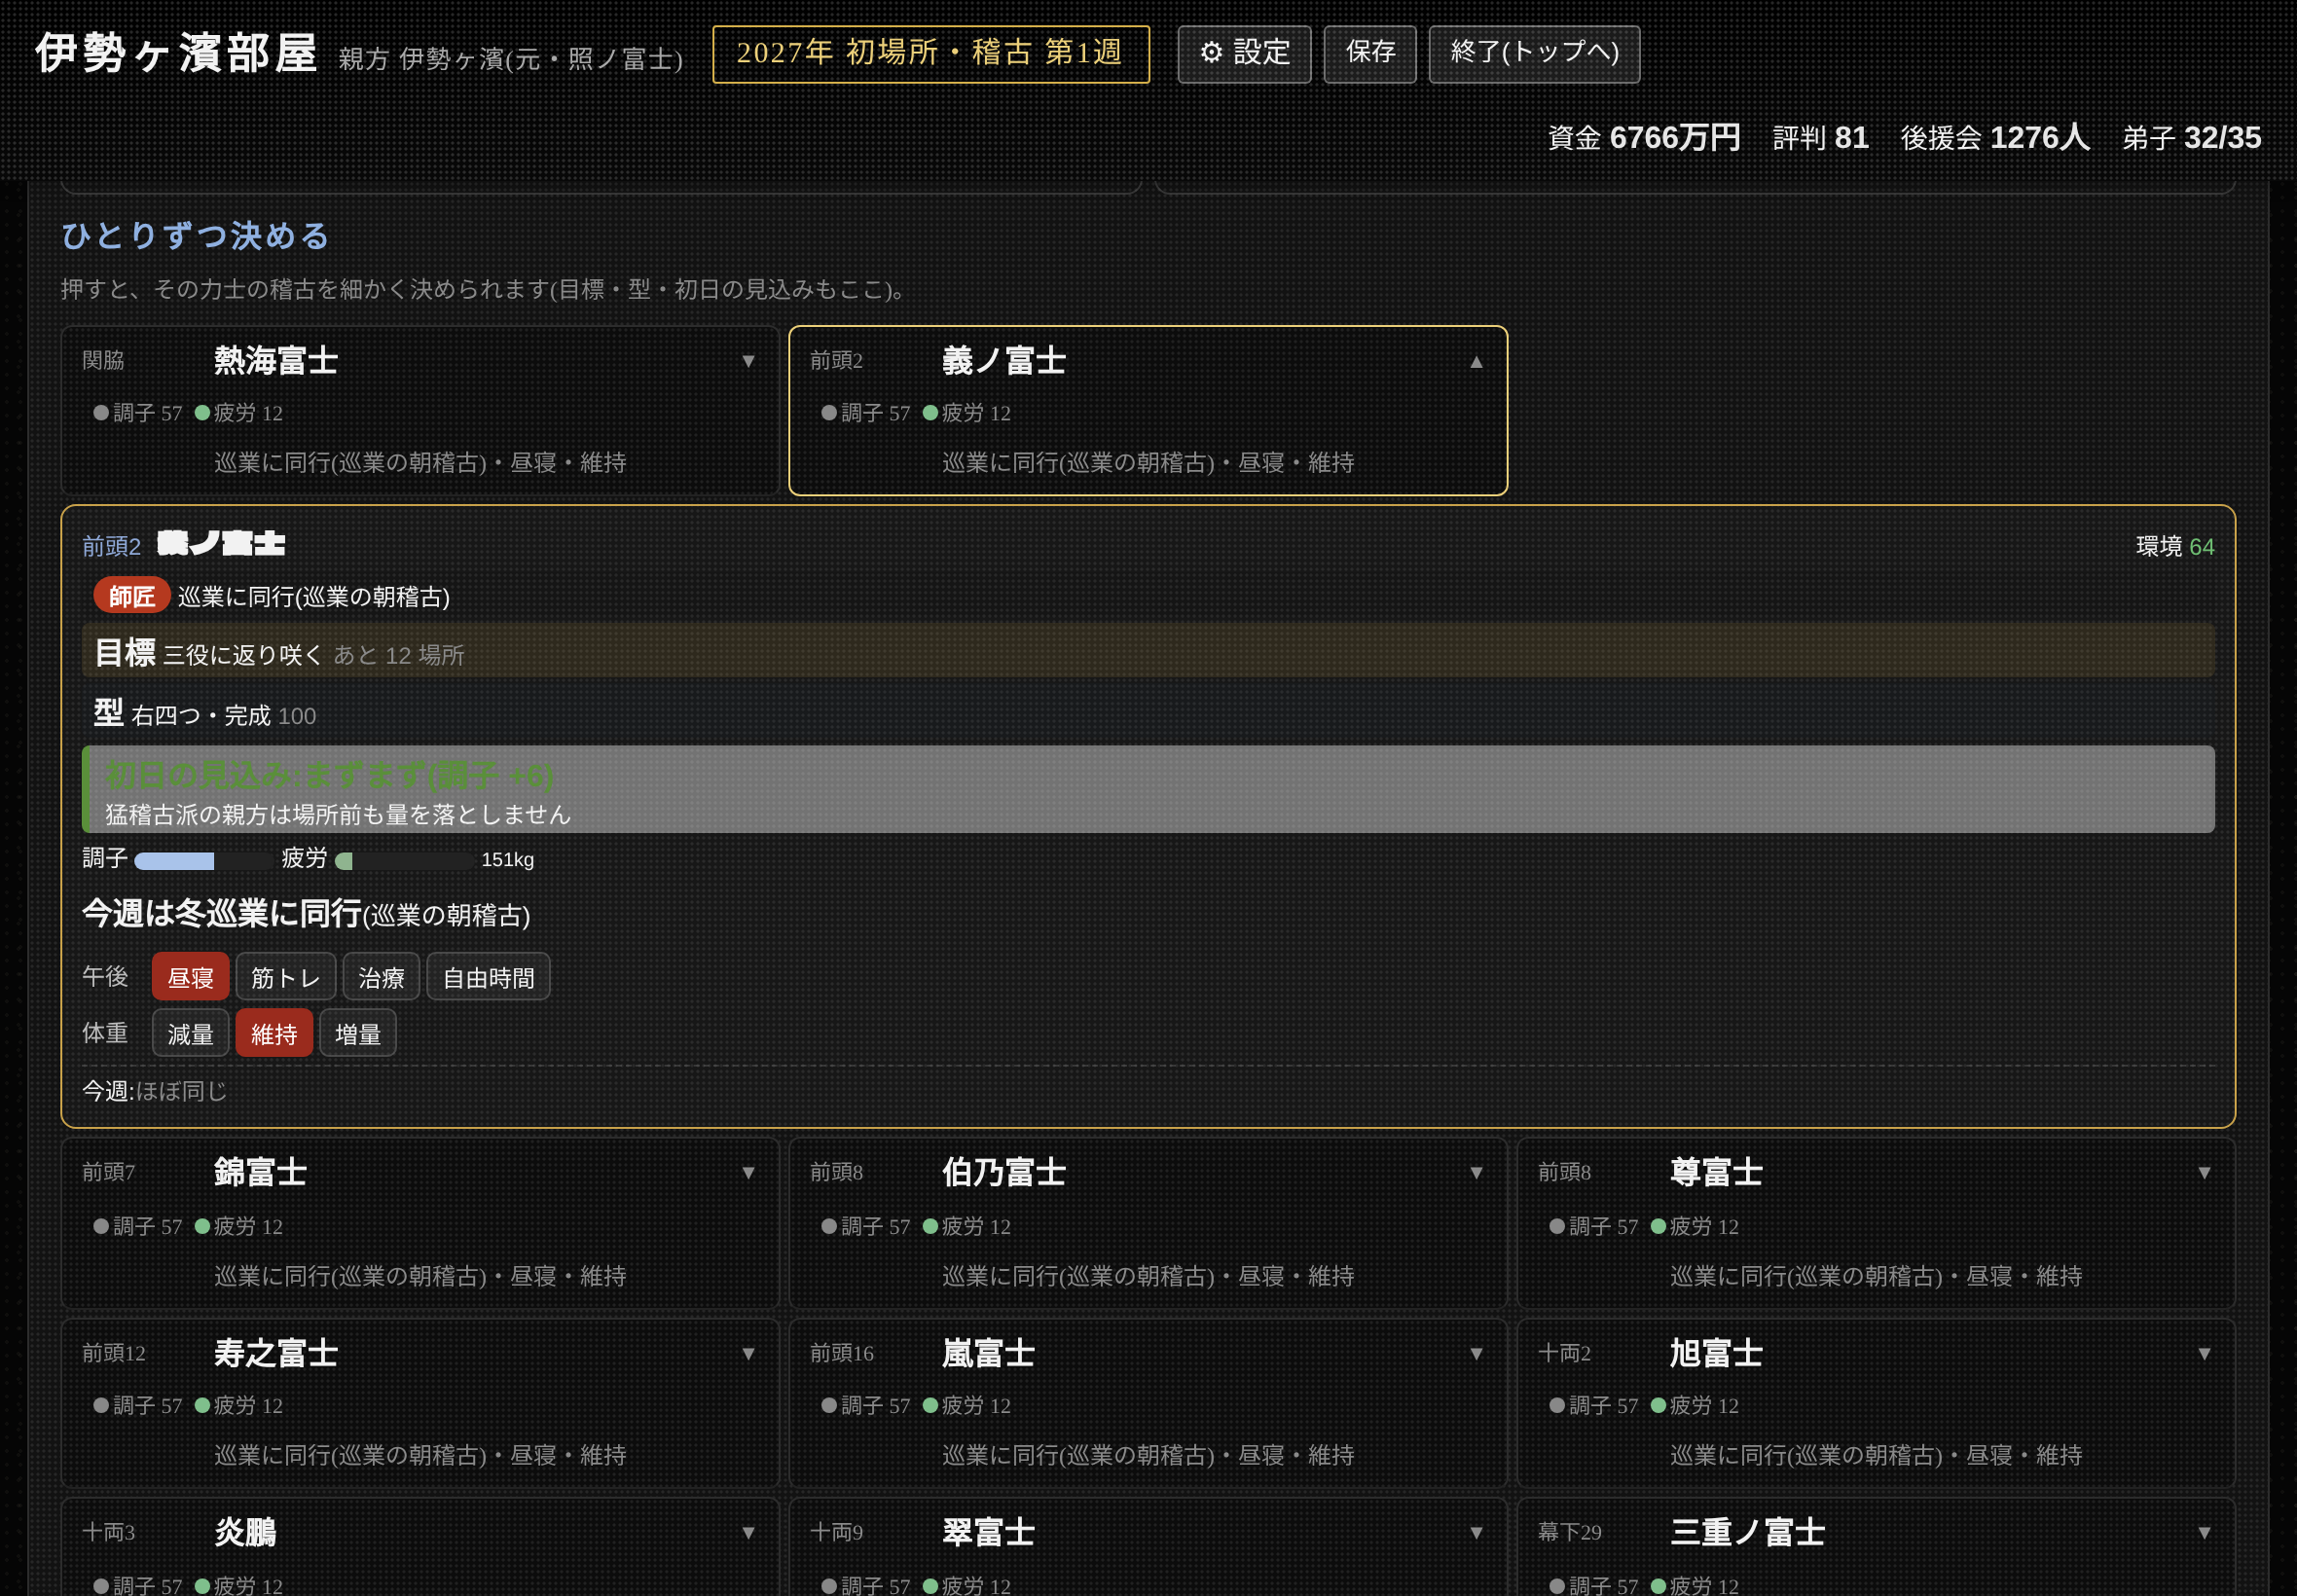 伊勢ヶ濱部屋 親方 伊勢ヶ濱(元・照ノ富士) 2027年 初場所・稽古 第1週 ⚙ 設定 保存 終了(トップへ)
資金 6766万円 評判 81 後援会 1276人 弟子 32/35
ひとりずつ決める
押すと、その力士の稽古を細かく決められます(目標・型・初日の見込みもここ)。
関脇 熱海富士 ▼
調子 57 疲労 12
巡業に同行(巡業の朝稽古)・昼寝・維持
前頭2 義ノ富士 ▲
調子 57 疲労 12
巡業に同行(巡業の朝稽古)・昼寝・維持
前頭2 義ノ富士 環境 64
師匠 巡業に同行(巡業の朝稽古)
目標 三役に返り咲く あと 12 場所
型 右四つ・完成 100
初日の見込み:まずまず(調子 +6)
猛稽古派の親方は場所前も量を落としません
調子 疲労 151kg
今週は冬巡業に同行(巡業の朝稽古)
午後 昼寝 筋トレ 治療 自由時間
体重 減量 維持 増量
今週:ほぼ同じ
前頭7 錦富士 ▼
調子 57 疲労 12
巡業に同行(巡業の朝稽古)・昼寝・維持
前頭8 伯乃富士 ▼
調子 57 疲労 12
巡業に同行(巡業の朝稽古)・昼寝・維持
前頭8 尊富士 ▼
調子 57 疲労 12
巡業に同行(巡業の朝稽古)・昼寝・維持
前頭12 寿之富士 ▼
調子 57 疲労 12
巡業に同行(巡業の朝稽古)・昼寝・維持
前頭16 嵐富士 ▼
調子 57 疲労 12
巡業に同行(巡業の朝稽古)・昼寝・維持
十両2 旭富士 ▼
調子 57 疲労 12
巡業に同行(巡業の朝稽古)・昼寝・維持
十両3 炎鵬 ▼
調子 57 疲労 12
十両9 翠富士 ▼
調子 57 疲労 12
幕下29 三重ノ富士 ▼
調子 57 疲労 12